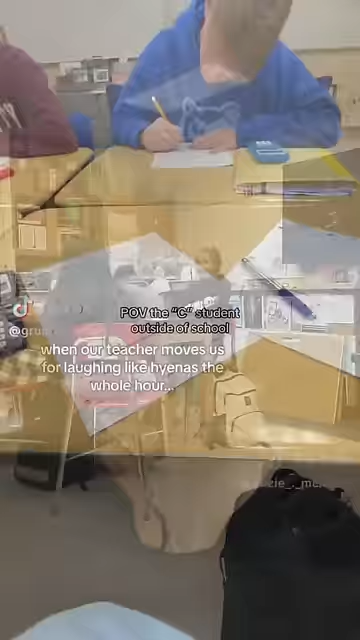 POV the "C" student
outside of school
when our teacher moves us
for laughing like hyenas the
whole hour...